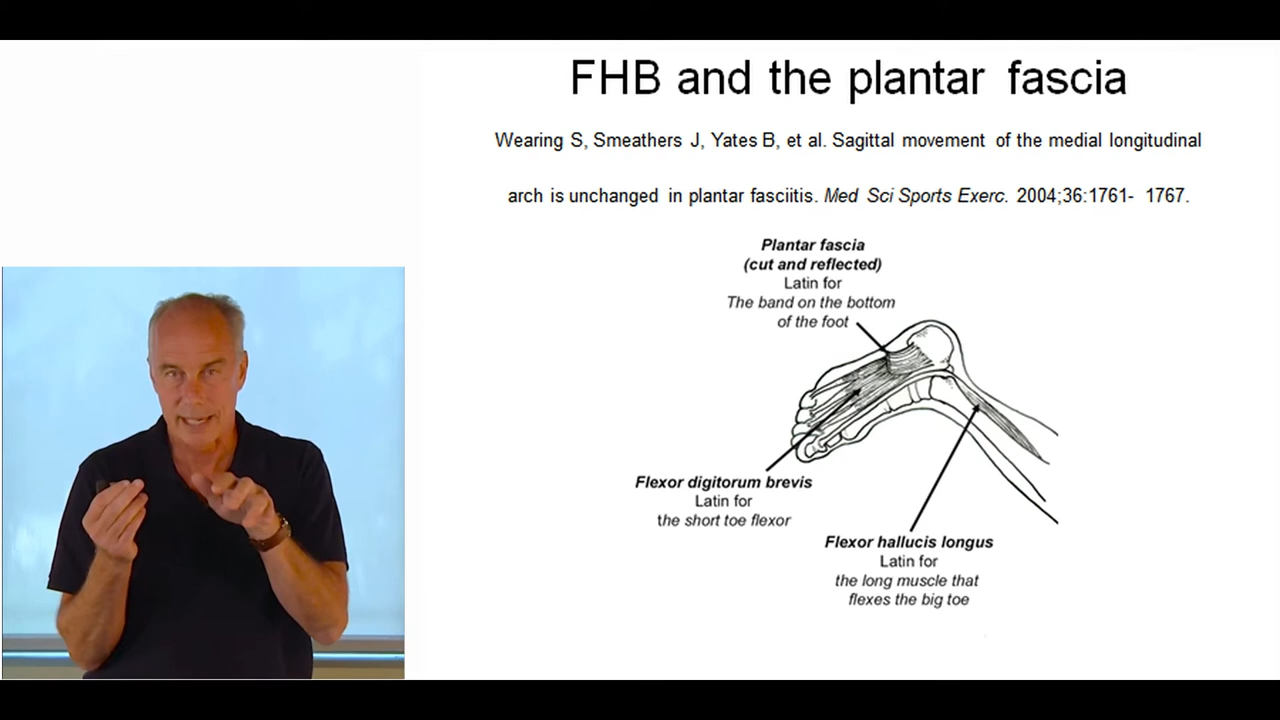 FHB and the plantar fascia
Wearing S, Smeathers J, Yates B, et al. Sagittal movement of the medial longitudinal
arch is unchanged in plantar fasciitis. Med Sci Sports Exerc. 2004;36:1761- 1767.
Plantar fascia
(cut and reflected)
Latin for
The band on the bottom
of the foot
Flexor digitorum brevis
Latin for
the short toe flexor
Flexor hallucis longus
Latin for
the long muscle that
flexes the big toe